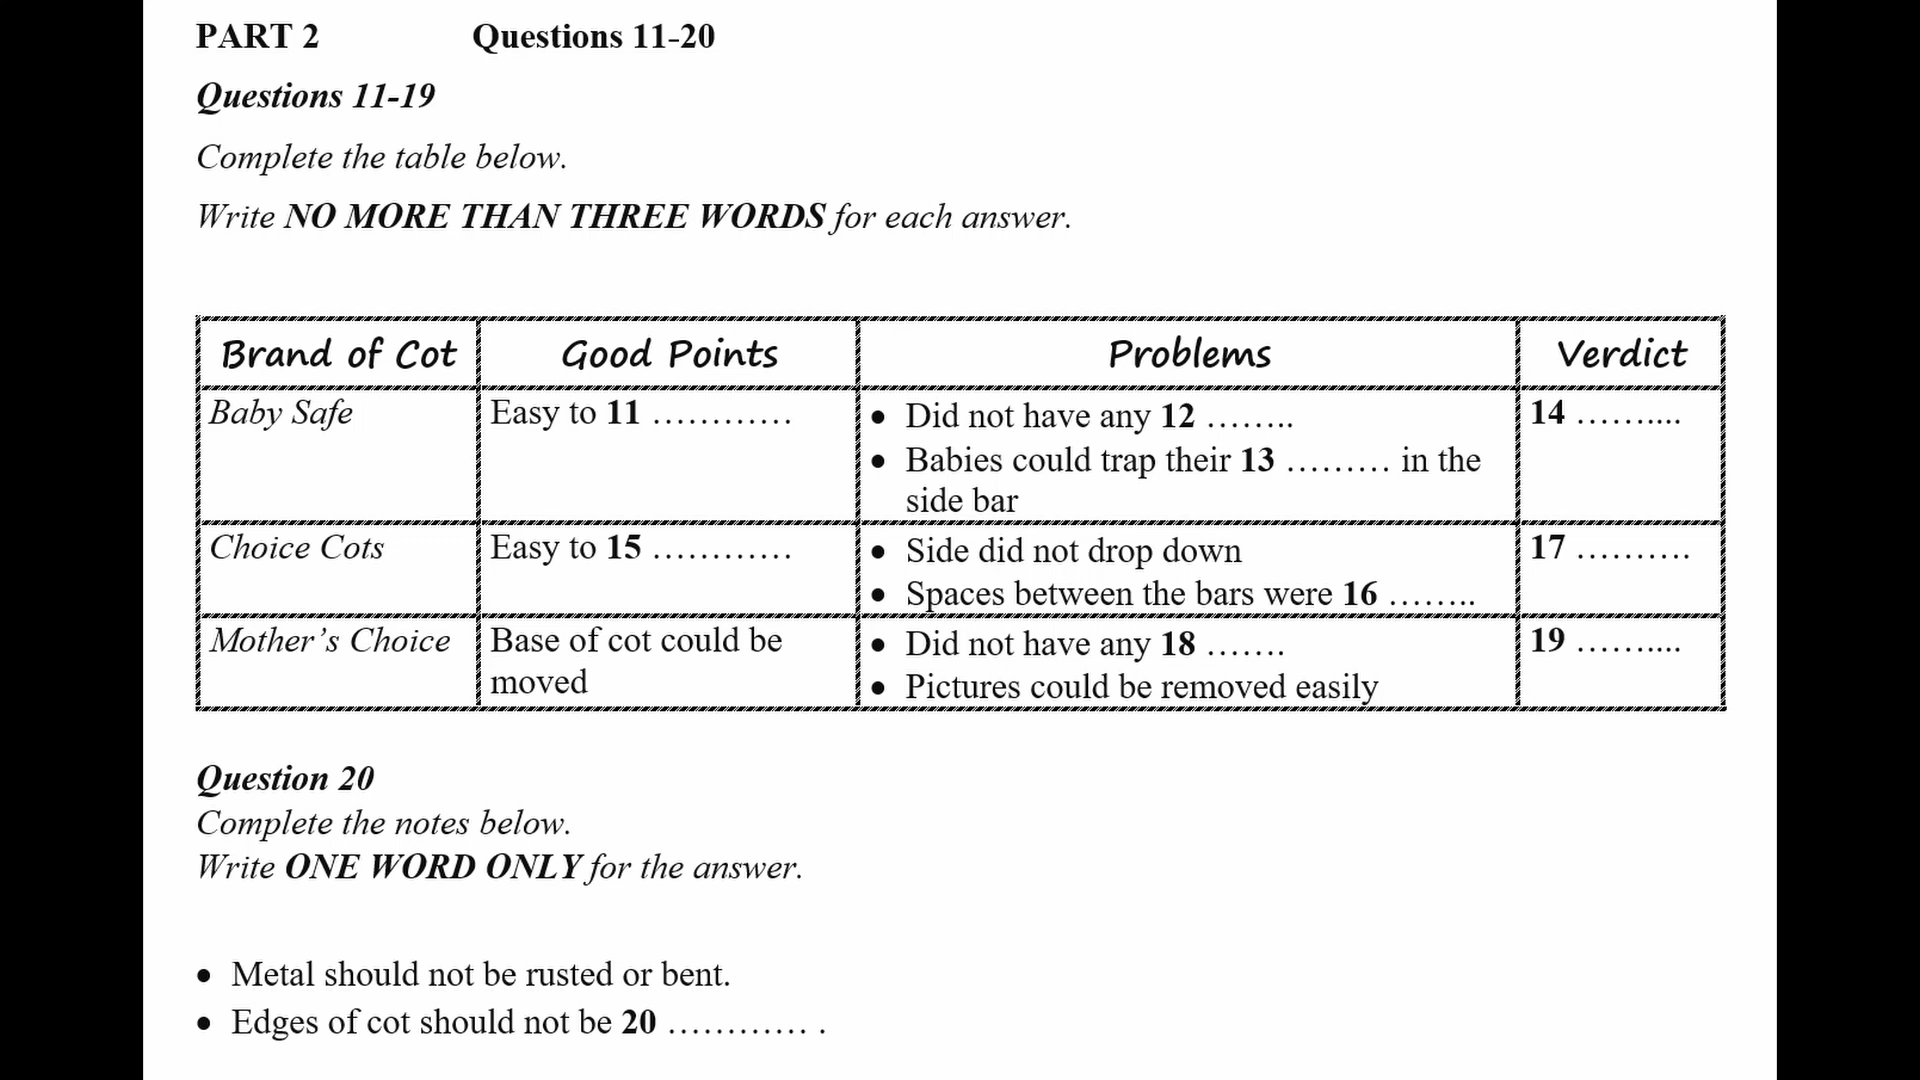 PART 2 Questions 11-20
Questions 11-19
Complete the table below.
Write NO MORE THAN THREE WORDS for each answer.
Brand of Cot Good Points Problems Verdict
Baby Safe Easy to 11 ………… • Did not have any 12 …….. 14 ……....
• Babies could trap their 13 ……… in the
side bar
Choice Cots Easy to 15 ………… • Side did not drop down 17 ……….
• Spaces between the bars were 16 ……..
Mother’s Choice Base of cot could be • Did not have any 18 ……. 19 ……....
moved • Pictures could be removed easily
Question 20
Complete the notes below.
Write ONE WORD ONLY for the answer.
• Metal should not be rusted or bent.
• Edges of cot should not be 20 ………… .